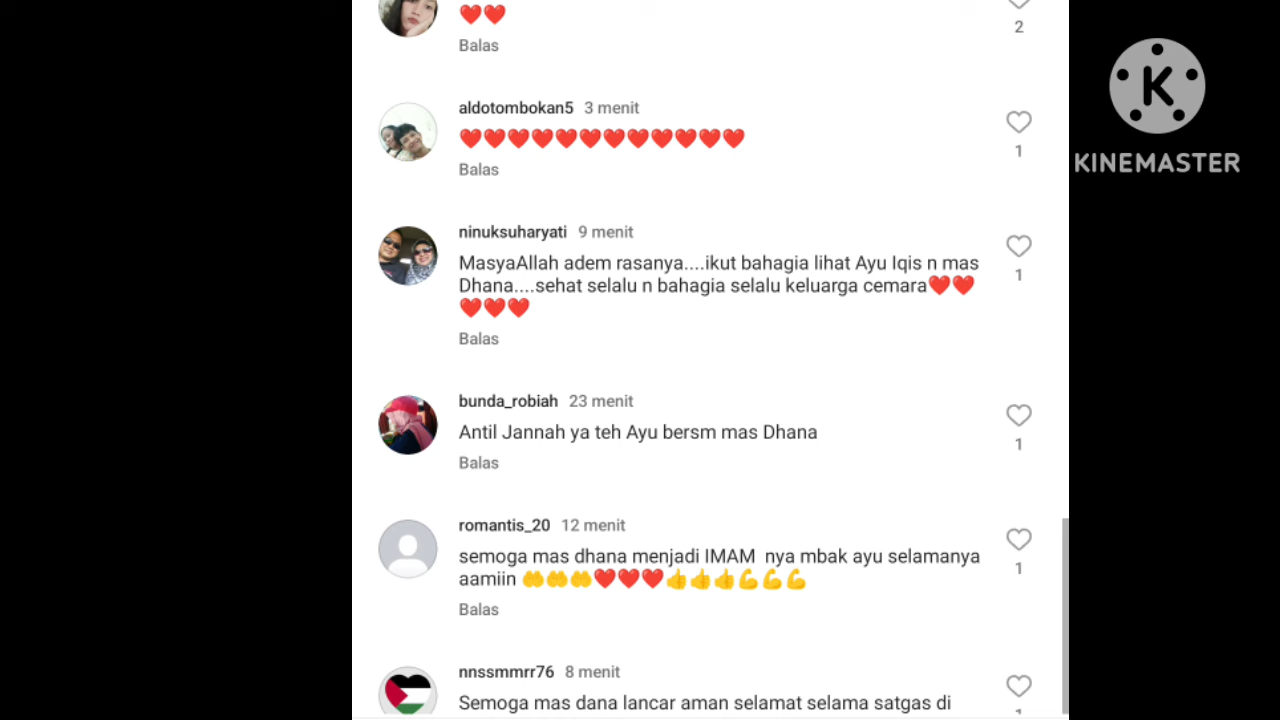 ❤️❤️
2
Balas
aldotombokan5 3 menit
❤️❤️❤️❤️❤️❤️❤️❤️❤️❤️❤️❤️
1
Balas
ninuksuharyati 9 menit
MasyaAllah adem rasanya....ikut bahagia lihat Ayu Iqis n mas
Dhana....sehat selalu n bahagia selalu keluarga cemara❤️❤️
❤️❤️❤️
1
Balas
bunda_robiah 23 menit
Antil Jannah ya teh Ayu bersm mas Dhana
1
Balas
romantis_20 12 menit
semoga mas dhana menjadi IMAM  nya mbak ayu selamanya
aamiin 🤲🤲🤲❤️❤️❤️👍👍👍💪💪💪
1
Balas
nnssmmrr76 8 menit
Semoga mas dana lancar aman selamat selama satgas di
1
K
KINEMASTER